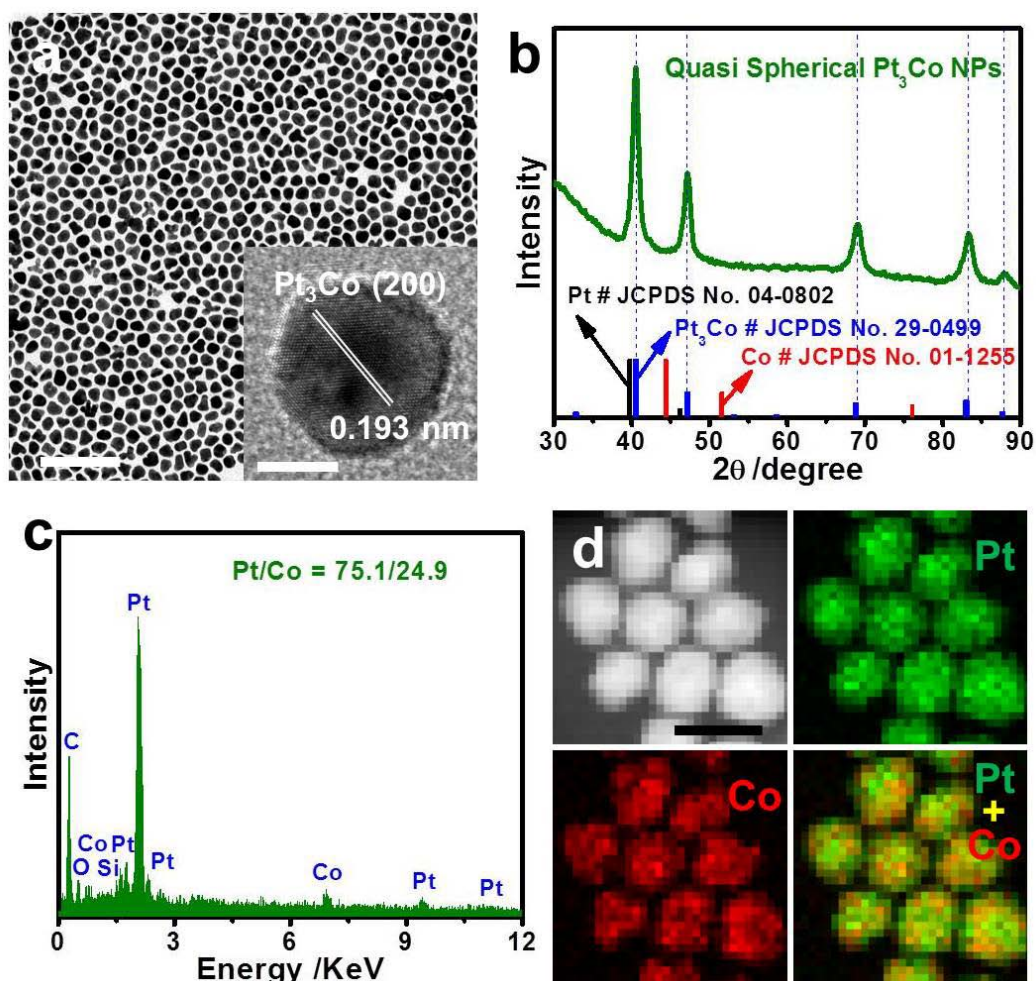 a
Pt₃Co (200)
0.193 nm
b
Quasi Spherical Pt₃Co NPs
Intensity
Pt # JCPDS No. 04-0802
Pt₃Co # JCPDS No. 29-0499
Co # JCPDS No. 01-1255
30 40 50 60 70 80 90
2θ /degree
c
Pt/Co = 75.1/24.9
Intensity
Pt
C
Co Pt
O Si
Pt
Co
Pt
Pt
0 3 6 9 12
Energy /KeV
d
Pt
Co
Pt
+
Co